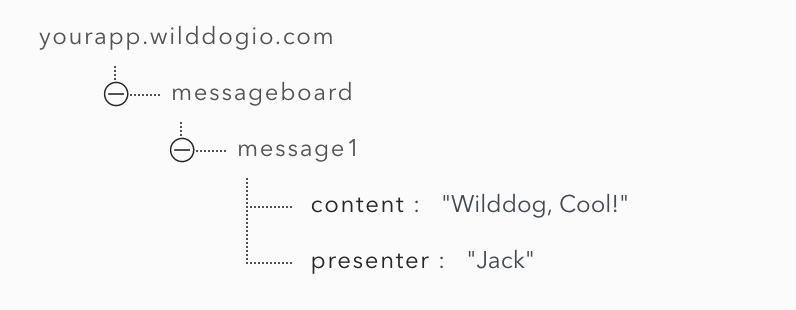 yourapp.wilddogio.com
messageboard
message1
content : "Wilddog, Cool!"
presenter : "Jack"